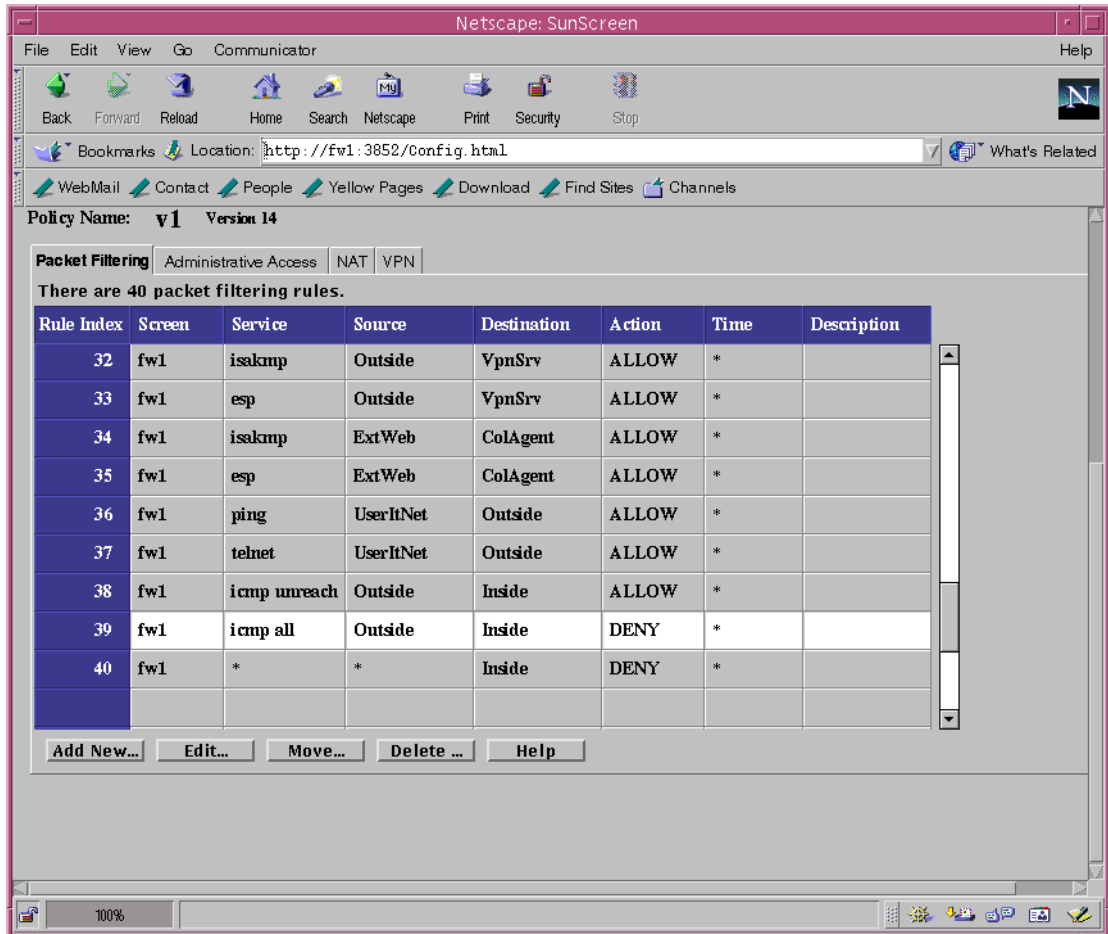 Netscape: SunScreen
File Edit View Go Communicator Help
My
N
Back Forward Reload Home Search Netscape Print Security Stop
Bookmarks Location: http://fw1:3852/Config.html What's Related
WebMail Contact People Yellow Pages Download Find Sites Channels
Policy Name: v1 Version 14
Packet Filtering Administrative Access NAT VPN
There are 40 packet filtering rules.
Rule Index Screen Service Source Destination Action Time Description
32 fw1 isakmp Outside VpnSrv ALLOW *
33 fw1 esp Outside VpnSrv ALLOW *
34 fw1 isakmp ExtWeb ColAgent ALLOW *
35 fw1 esp ExtWeb ColAgent ALLOW *
36 fw1 ping UserItNet Outside ALLOW *
37 fw1 telnet UserItNet Outside ALLOW *
38 fw1 icmp unreach Outside Inside ALLOW *
39 fw1 icmp all Outside Inside DENY *
40 fw1 * * Inside DENY *
Add New... Edit... Move... Delete ... Help
100%